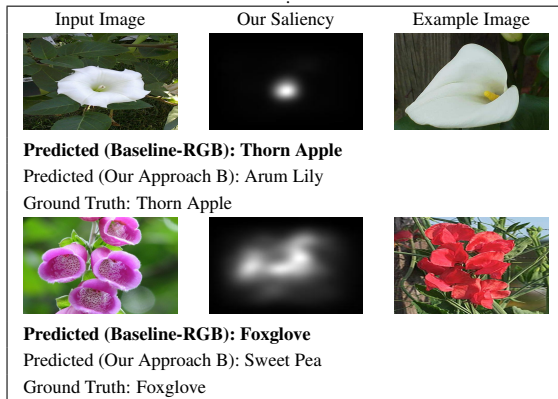 Input Image Our Saliency Example Image
Predicted (Baseline-RGB): Thorn Apple
Predicted (Our Approach B): Arum Lily
Ground Truth: Thorn Apple
Predicted (Baseline-RGB): Foxglove
Predicted (Our Approach B): Sweet Pea
Ground Truth: Foxglove